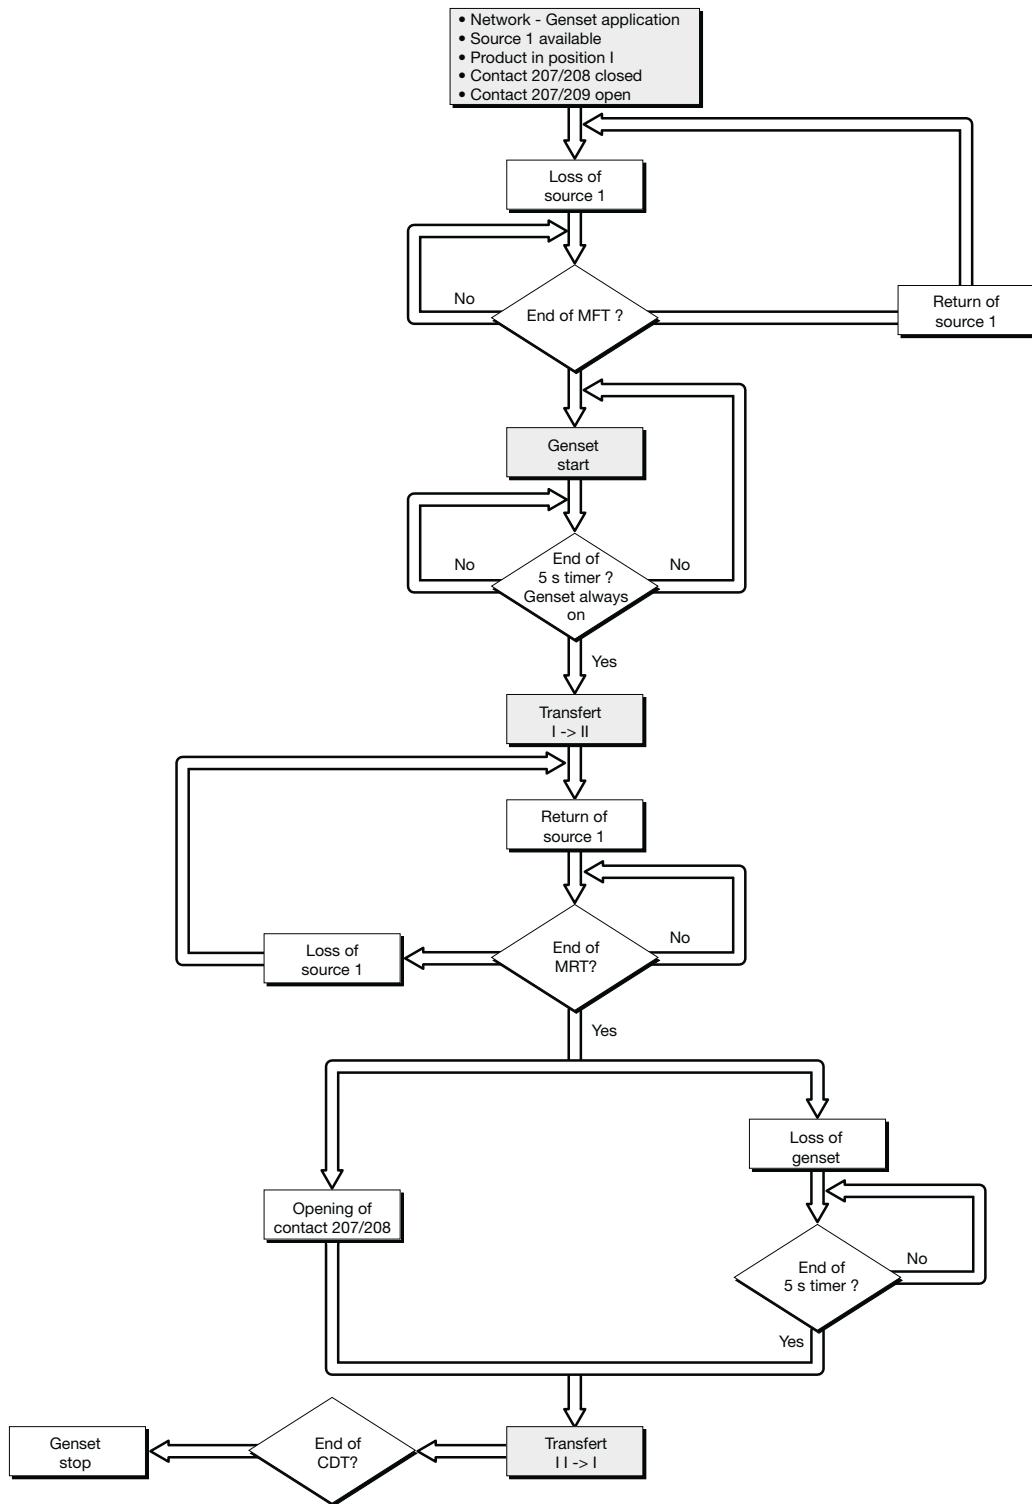 • Network - Genset application
• Source 1 available
• Product in position I
• Contact 207/208 closed
• Contact 207/209 open
Loss of
source 1
No
End of MFT ?
Return of
source 1
Genset
start
No
End of
5 s timer ?
Genset always
on
No
Yes
Transfert
I -> II
Return of
source 1
Loss of
source 1
End of
MRT?
No
Yes
Loss of
genset
Opening of
contact 207/208
End of
5 s timer ?
No
Yes
Genset
stop
End of
CDT?
Transfert
I I -> I